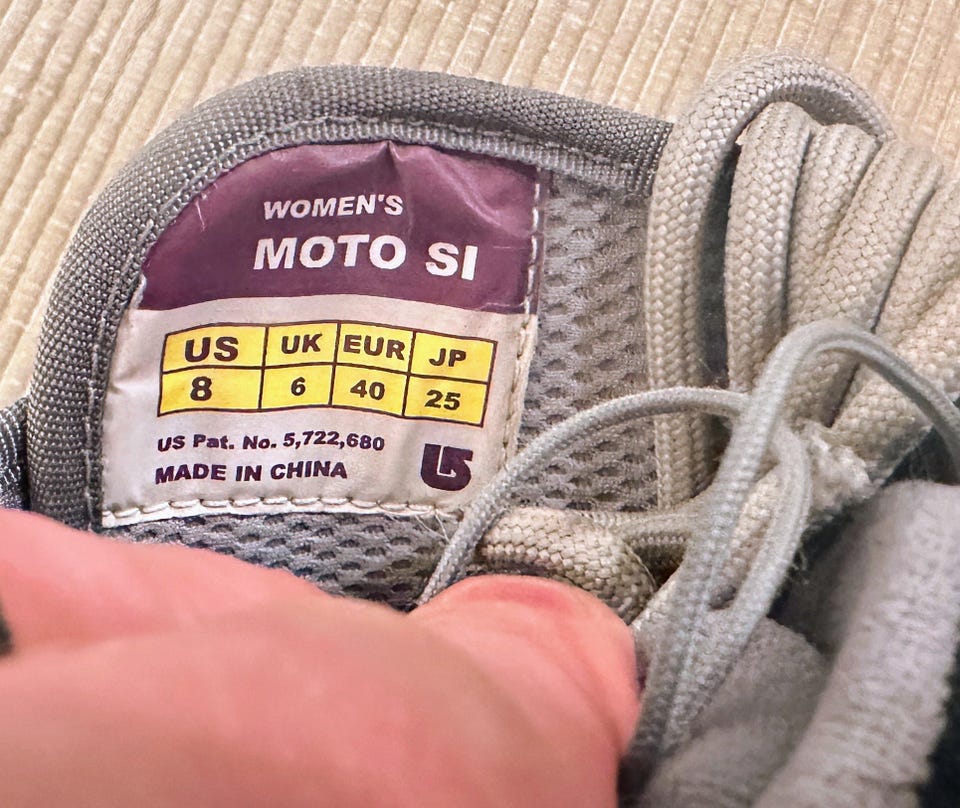 WOMEN'S
MOTO SI
US UK EUR JP
8 6 40 25
US Pat. No. 5,722,680
MADE IN CHINA